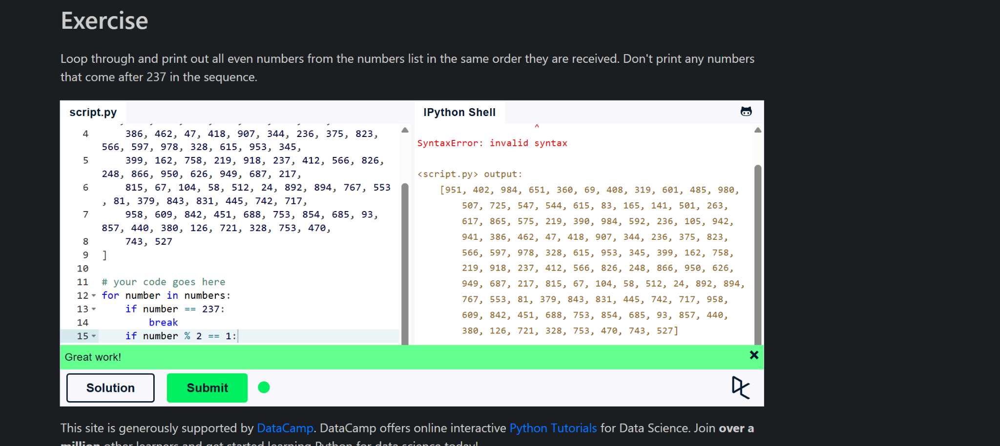 Exercise
Loop through and print out all even numbers from the numbers list in the same order they are received. Don't print any numbers
that come after 237 in the sequence.
script.py
4 386, 462, 47, 418, 907, 344, 236, 375, 823,
566, 597, 978, 328, 615, 953, 345,
5 399, 162, 758, 219, 918, 237, 412, 566, 826,
248, 866, 950, 626, 949, 687, 217,
6 815, 67, 104, 58, 512, 24, 892, 894, 767, 553
, 81, 379, 843, 831, 445, 742, 717,
7 958, 609, 842, 451, 688, 753, 854, 685, 93,
857, 440, 380, 126, 721, 328, 753, 470,
8 743, 527
9 ]
10
11 # your code goes here
12 for number in numbers:
13 if number == 237:
14 break
15 if number % 2 == 1:
IPython Shell
^
SyntaxError: invalid syntax
<script.py> output:
[951, 402, 984, 651, 360, 69, 408, 319, 601, 485, 980,
507, 725, 547, 544, 615, 83, 165, 141, 501, 263,
617, 865, 575, 219, 390, 984, 592, 236, 105, 942,
941, 386, 462, 47, 418, 907, 344, 236, 375, 823,
566, 597, 978, 328, 615, 953, 345, 399, 162, 758,
219, 918, 237, 412, 566, 826, 248, 866, 950, 626,
949, 687, 217, 815, 67, 104, 58, 512, 24, 892, 894,
767, 553, 81, 379, 843, 831, 445, 742, 717, 958,
609, 842, 451, 688, 753, 854, 685, 93, 857, 440,
380, 126, 721, 328, 753, 470, 743, 527]
Great work!
Solution
Submit
This site is generously supported by DataCamp. DataCamp offers online interactive Python Tutorials for Data Science. Join over a
million other learners and get started learning Python for data science today!